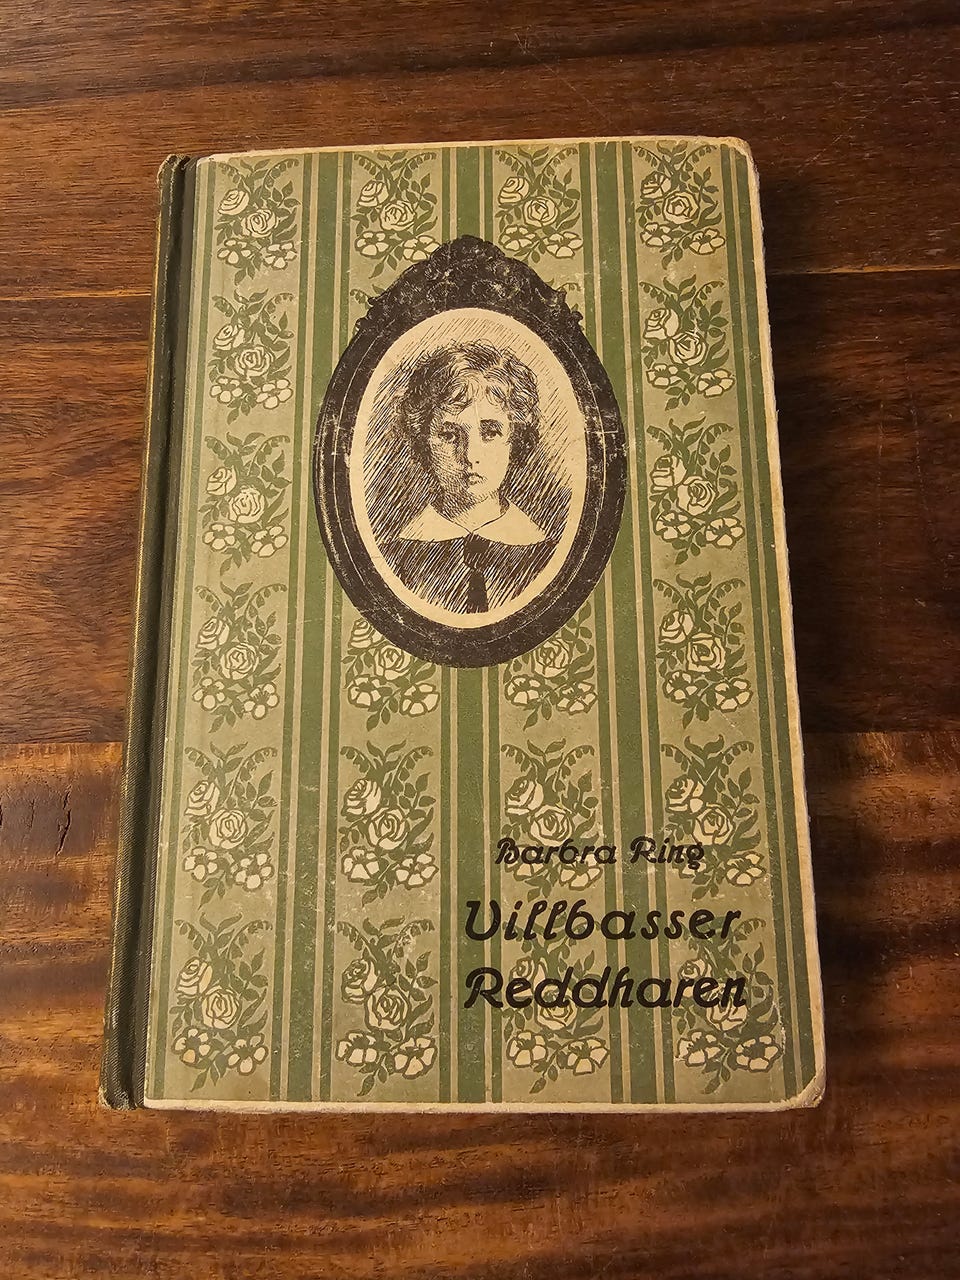 Barbra Ring
Villbasser
Reddharen